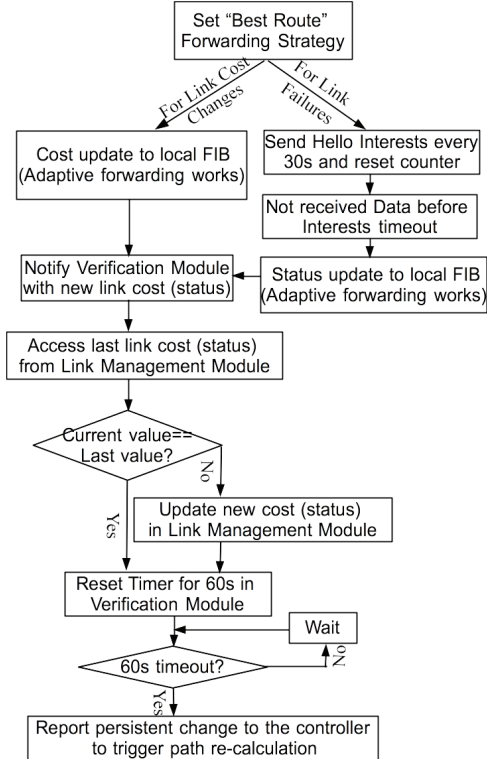 Set “Best Route”
Forwarding Strategy
For Link Cost
Changes
For Link
Failures
Cost update to local FIB
(Adaptive forwarding works)
Send Hello Interests every
30s and reset counter
Not received Data before
Interests timeout
Status update to local FIB
(Adaptive forwarding works)
Notify Verification Module
with new link cost (status)
Access last link cost (status)
from Link Management Module
Current value==
Last value?
No
Yes
Update new cost (status)
in Link Management Module
Reset Timer for 60s in
Verification Module
Wait
60s timeout?
No
Yes
Report persistent change to the controller
to trigger path re-calculation